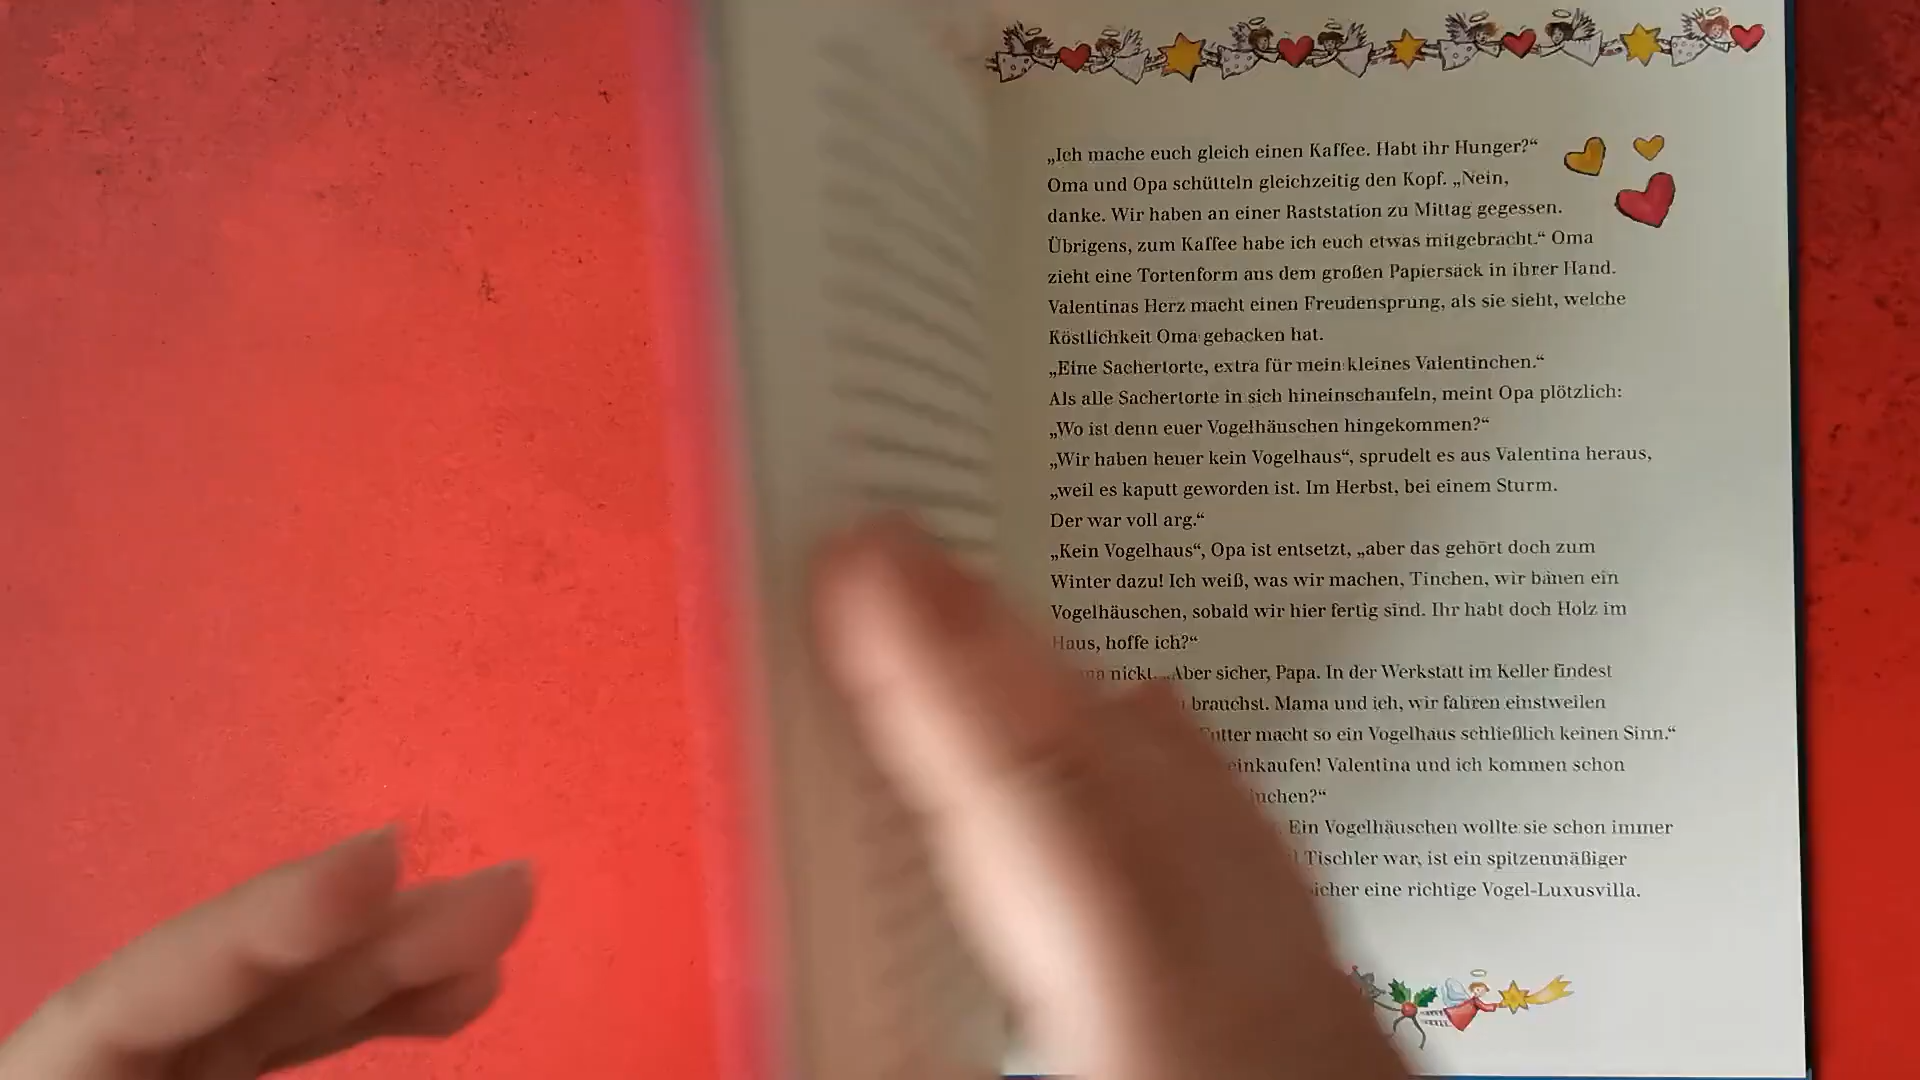 „Ich mache euch gleich einen Kaffee. Habt ihr Hunger?“
Oma und Opa schütteln gleichzeitig den Kopf. „Nein,
danke. Wir haben an einer Raststation zu Mittag gegessen.
Übrigens, zum Kaffee habe ich euch etwas mitgebracht.“ Oma
zieht eine Tortenform aus dem großen Papiersack in ihrer Hand.
Valentinas Herz macht einen Freudensprung, als sie sieht, welche
Köstlichkeit Oma gebacken hat.
„Eine Sachertorte, extra für mein kleines Valentinchen.“
Als alle Sachertorte in sich hineinschaufeln, meint Opa plötzlich:
„Wo ist denn euer Vogelhäuschen hingekommen?“
„Wir haben heuer kein Vogelhaus“, sprudelt es aus Valentina heraus,
„weil es kaputt geworden ist. Im Herbst, bei einem Sturm.
Der war voll arg.“
„Kein Vogelhaus“, Opa ist entsetzt, „aber das gehört doch zum
Winter dazu! Ich weiß, was wir machen, Tinchen, wir bauen ein
Vogelhäuschen, sobald wir hier fertig sind. Ihr habt doch Holz im
Haus, hoffe ich?“
nickt. „Aber sicher, Papa. In der Werkstatt im Keller findest
brauchst. Mama und ich, wir fahren einstweilen
Futter macht so ein Vogelhaus schließlich keinen Sinn.“
einkaufen! Valentina und ich kommen schon
Ein Vogelhäuschen wollte sie schon immer
Tischler war, ist ein spitzenmäßiger
eine richtige Vogel-Luxusvilla.